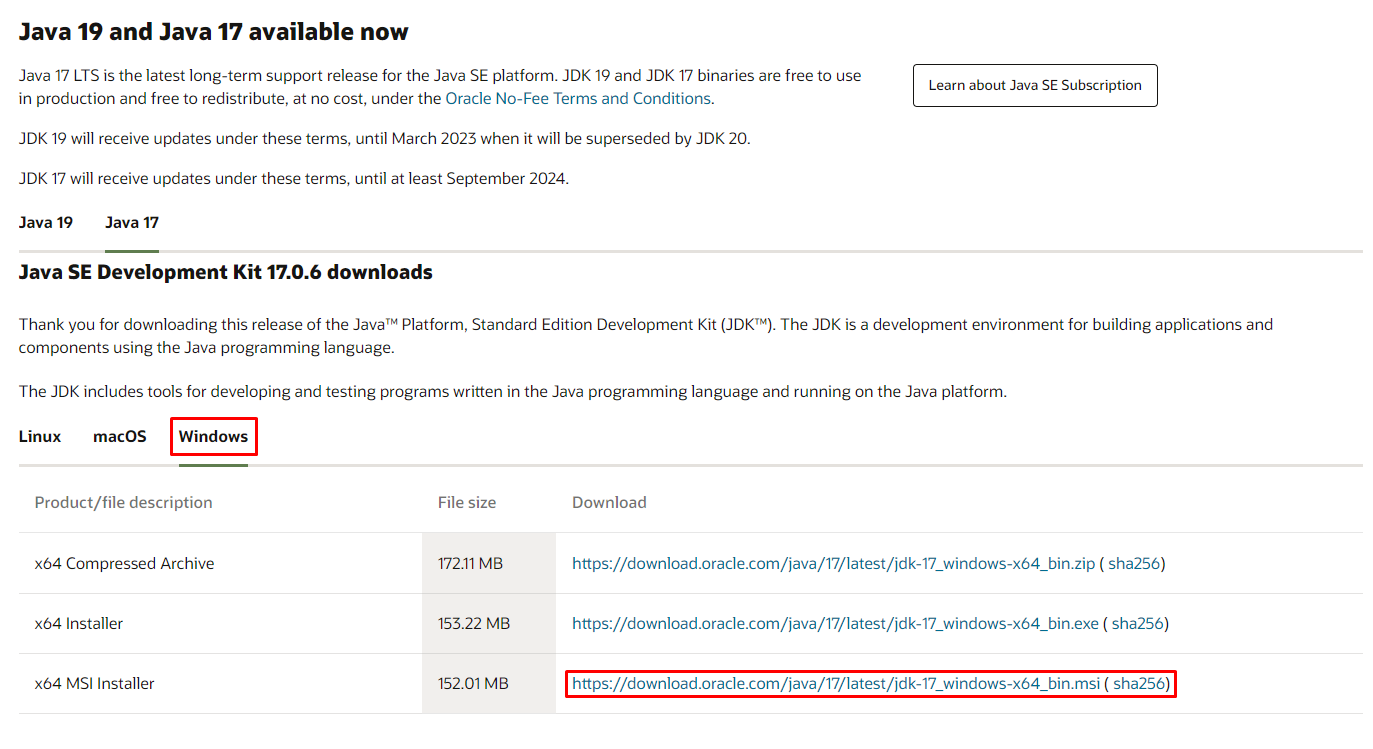 Java 19 and Java 17 available now
Java 17 LTS is the latest long-term support release for the Java SE platform. JDK 19 and JDK 17 binaries are free to use
in production and free to redistribute, at no cost, under the Oracle No-Fee Terms and Conditions.
Learn about Java SE Subscription
JDK 19 will receive updates under these terms, until March 2023 when it will be superseded by JDK 20.
JDK 17 will receive updates under these terms, until at least September 2024.
Java 19 Java 17
Java SE Development Kit 17.0.6 downloads
Thank you for downloading this release of the Java™ Platform, Standard Edition Development Kit (JDK™). The JDK is a development environment for building applications and
components using the Java programming language.
The JDK includes tools for developing and testing programs written in the Java programming language and running on the Java platform.
Linux macOS Windows
Product/file description File size Download
x64 Compressed Archive 172.11 MB https://download.oracle.com/java/17/latest/jdk-17_windows-x64_bin.zip ( sha256)
x64 Installer 153.22 MB https://download.oracle.com/java/17/latest/jdk-17_windows-x64_bin.exe ( sha256)
x64 MSI Installer 152.01 MB https://download.oracle.com/java/17/latest/jdk-17_windows-x64_bin.msi ( sha256)